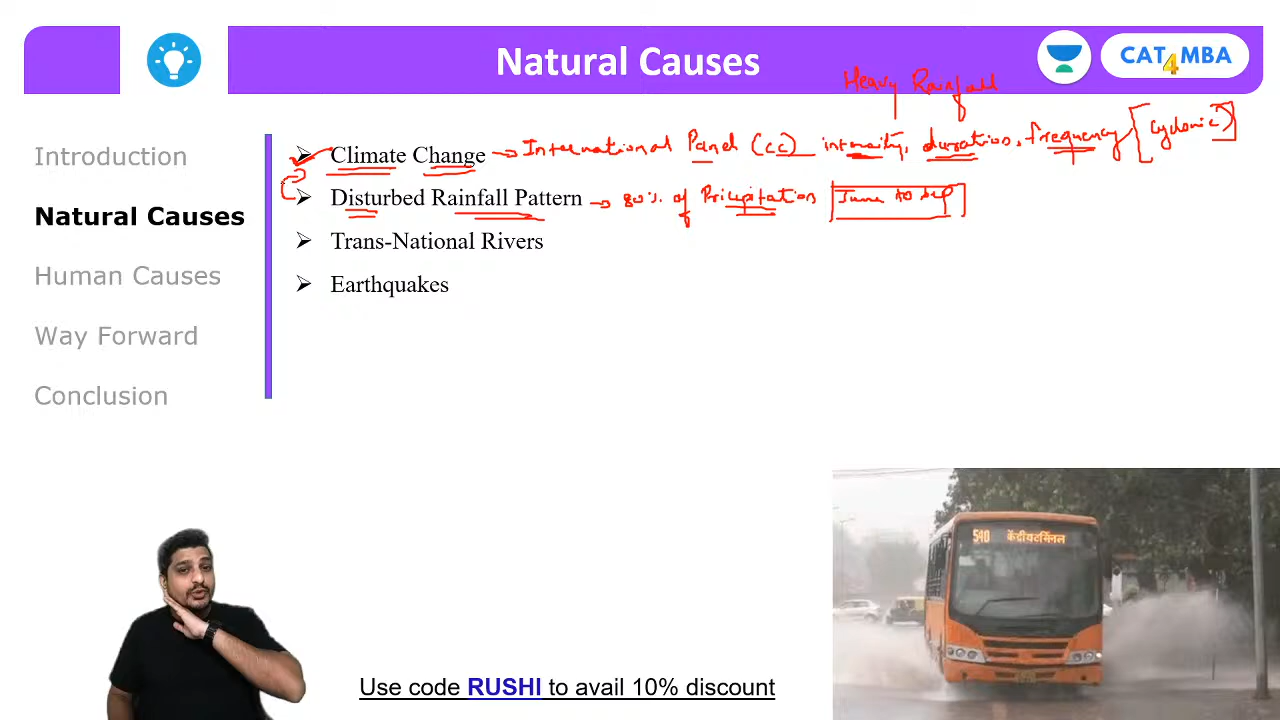 Natural Causes
CAT4MBA
Heavy Rainfall
Introduction
Natural Causes
Human Causes
Way Forward
Conclusion
➢ Climate Change → International Panel (CC) intensity, duration, frequency [Cyclonic]
➢ Disturbed Rainfall Pattern → 80% of Pricipitation June to Sep
➢ Trans-National Rivers
➢ Earthquakes
540 केंद्रीय टर्मिनल
Use code RUSHI to avail 10% discount